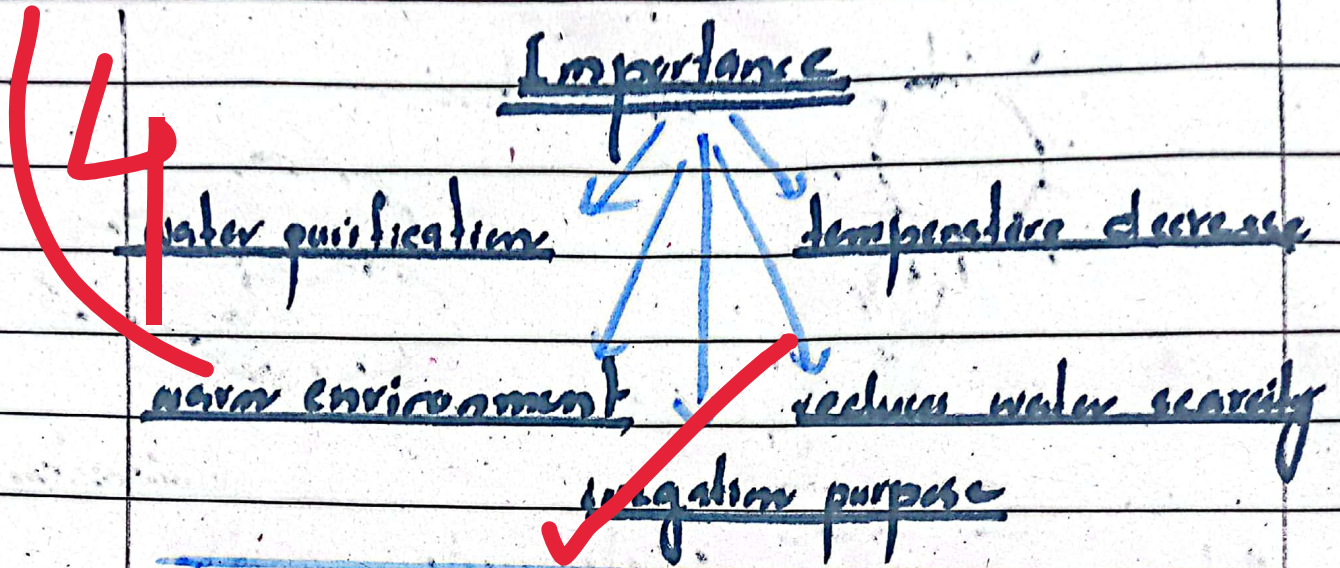 Importance
4
water purification temperature decrease
warm environment reduces water scarcity
irrigation purpose